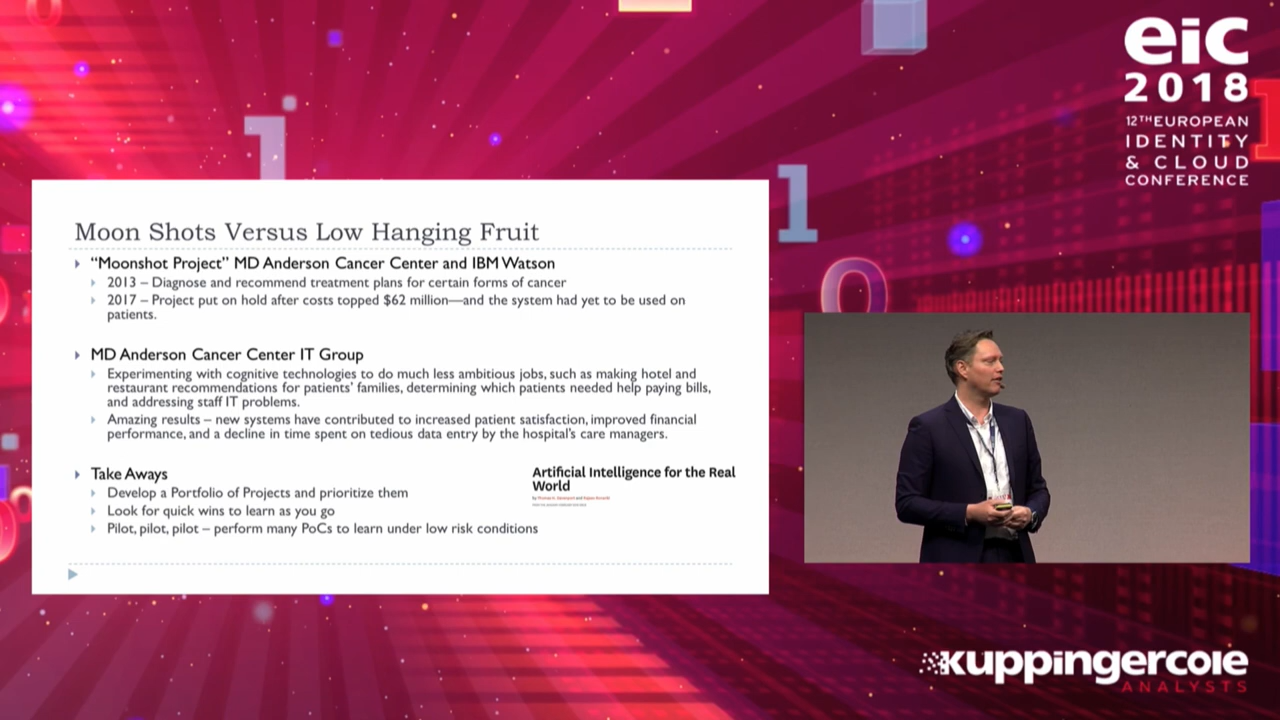 eic
2018
12TH EUROPEAN
IDENTITY
& CLOUD
CONFERENCE
Moon Shots Versus Low Hanging Fruit
“Moonshot Project” MD Anderson Cancer Center and IBM Watson
2013 – Diagnose and recommend treatment plans for certain forms of cancer
2017 – Project put on hold after costs topped $62 million—and the system had yet to be used on
patients.
MD Anderson Cancer Center IT Group
Experimenting with cognitive technologies to do much less ambitious jobs, such as making hotel and
restaurant recommendations for patients’ families, determining which patients needed help paying bills,
and addressing staff IT problems.
Amazing results – new systems have contributed to increased patient satisfaction, improved financial
performance, and a decline in time spent on tedious data entry by the hospital’s care managers.
Take Aways
Develop a Portfolio of Projects and prioritize them
Look for quick wins to learn as you go
Pilot, pilot, pilot – perform many PoCs to learn under low risk conditions
Artificial Intelligence for the Real
World
kuppingercole
ANALYSTS